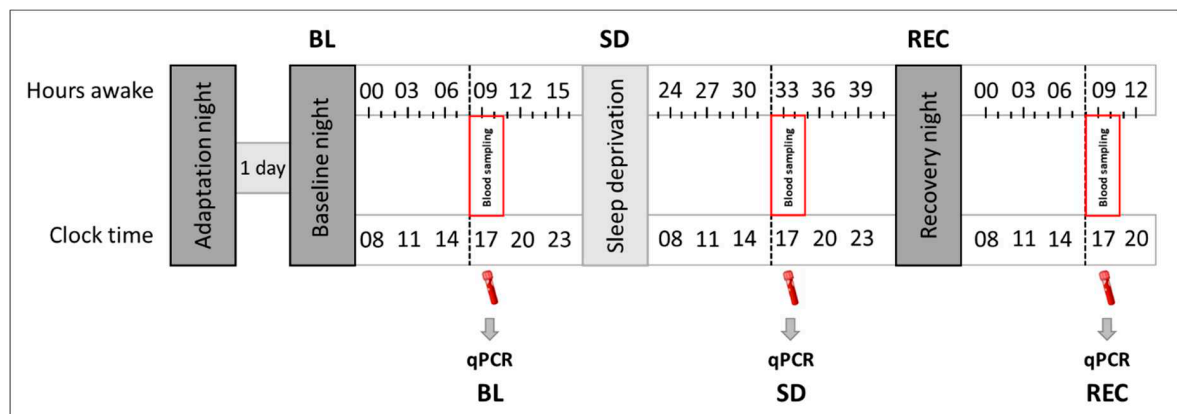 BL SD REC
Hours awake 00 03 06 09 12 15 24 27 30 33 36 39 00 03 06 09 12
Adaptation night
1 day
Baseline night
Blood sampling
Sleep deprivation
Blood sampling
Recovery night
Blood sampling
Clock time 08 11 14 17 20 23 08 11 14 17 20 23 08 11 14 17 20
qPCR qPCR qPCR
BL SD REC